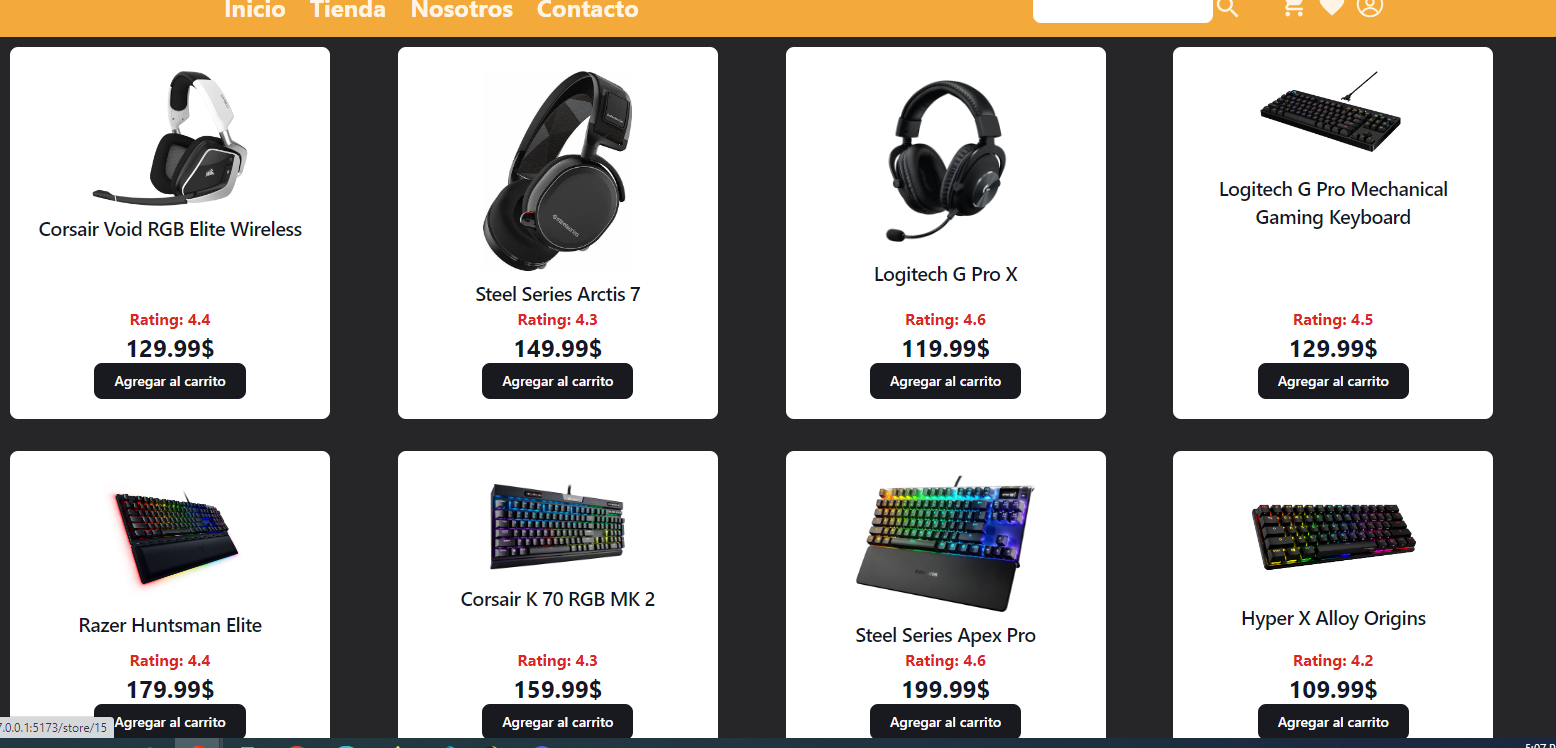 Inicio Tienda Nosotros Contacto
Corsair Void RGB Elite Wireless
Rating: 4.4
129.99$
Agregar al carrito
Steel Series Arctis 7
Rating: 4.3
149.99$
Agregar al carrito
Logitech G Pro X
Rating: 4.6
119.99$
Agregar al carrito
Logitech G Pro Mechanical
Gaming Keyboard
Rating: 4.5
129.99$
Agregar al carrito
Razer Huntsman Elite
Rating: 4.4
179.99$
Agregar al carrito
Corsair K 70 RGB MK 2
Rating: 4.3
159.99$
Agregar al carrito
Steel Series Apex Pro
Rating: 4.6
199.99$
Agregar al carrito
Hyper X Alloy Origins
Rating: 4.2
109.99$
Agregar al carrito
7.0.0.1:5173/store/15